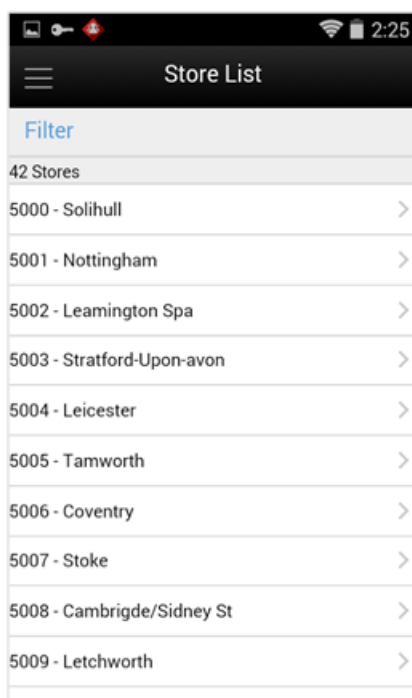 2:25
Store List
Filter
42 Stores
5000 - Solihull
5001 - Nottingham
5002 - Leamington Spa
5003 - Stratford-Upon-avon
5004 - Leicester
5005 - Tamworth
5006 - Coventry
5007 - Stoke
5008 - Cambrigde/Sidney St
5009 - Letchworth